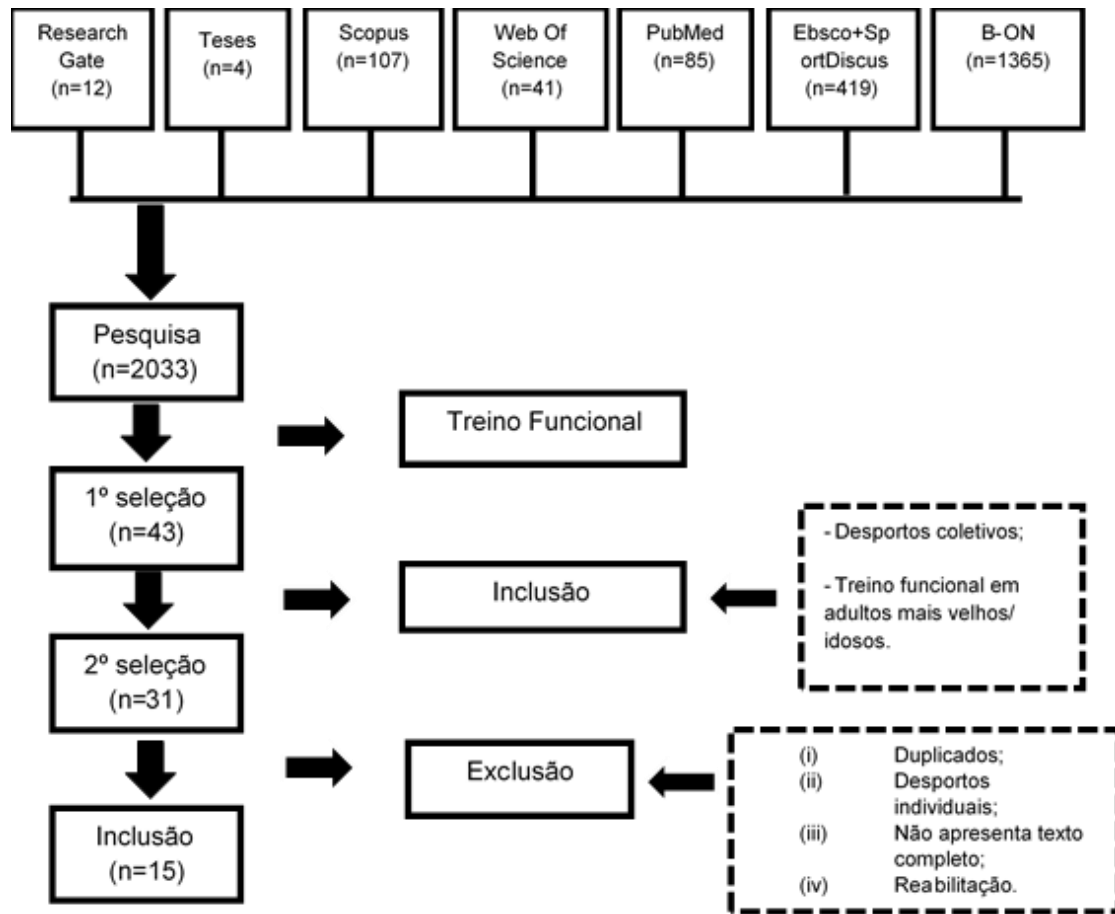 Research
Gate
(n=12)
Teses
(n=4)
Scopus
(n=107)
Web Of
Science
(n=41)
PubMed
(n=85)
Ebsco+Sp
ortDiscus
(n=419)
B-ON
(n=1365)
Pesquisa
(n=2033)
Treino Funcional
1º seleção
(n=43)
Inclusão
- Desportos coletivos;
- Treino funcional em
adultos mais velhos/
idosos.
2º seleção
(n=31)
Exclusão
(i) Duplicados;
(ii) Desportos
individuais;
(iii) Não apresenta texto
completo;
(iv) Reabilitação.
Inclusão
(n=15)